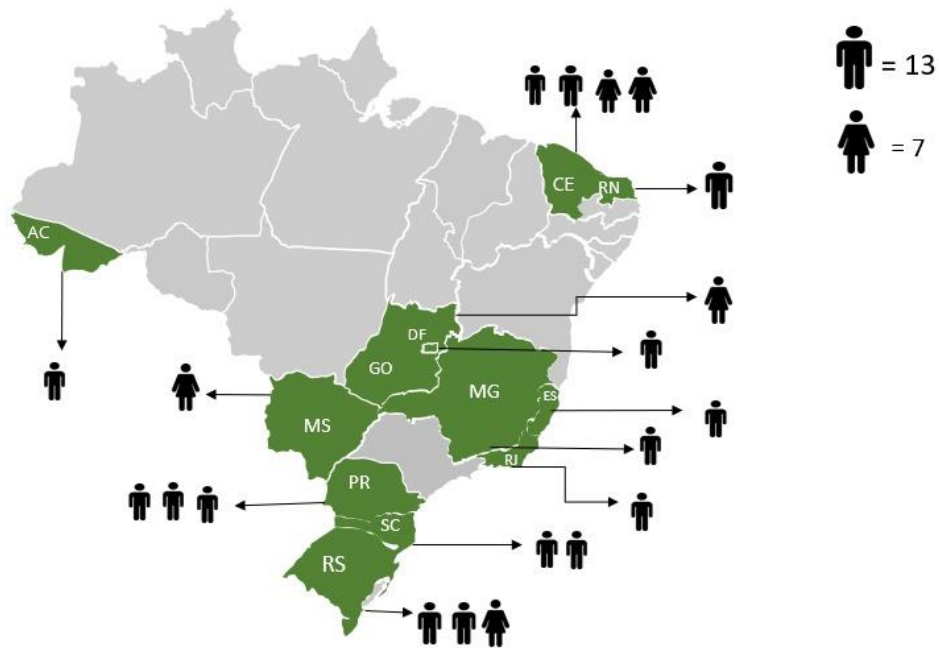 = 13
= 7
CE
RN
AC
DF
GO
MG
ES
MS
RJ
PR
SC
RS